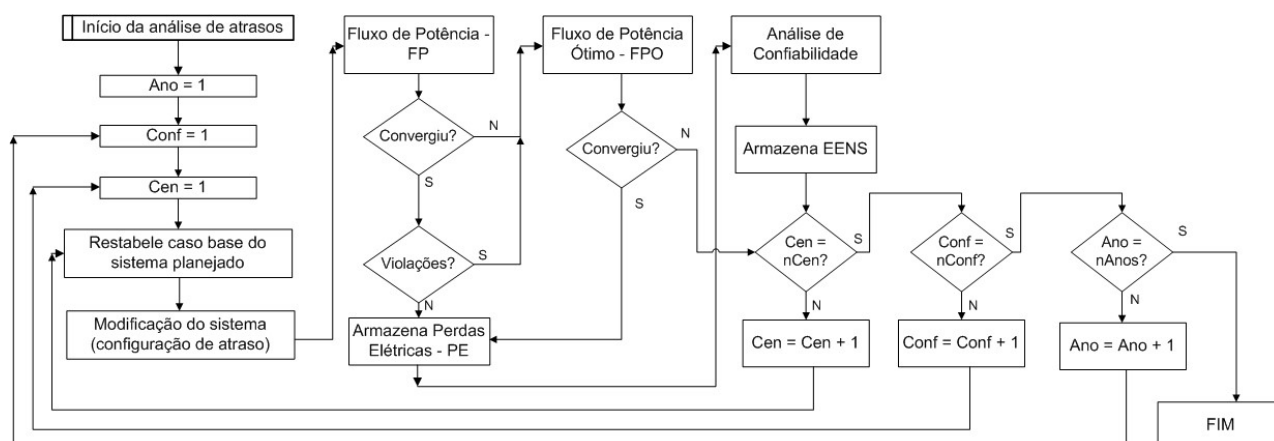 Início da análise de atrasos
Ano = 1
Conf = 1
Cen = 1
Restabele caso base do
sistema planejado
Modificação do sistema
(configuração de atraso)
Fluxo de Potência -
FP
Convergiu?
N
S
Violações?
S
N
Armazena Perdas
Elétricas - PE
Fluxo de Potência
Ótimo - FPO
Convergiu?
N
S
Análise de
Confiabilidade
Armazena EENS
Cen =
nCen?
S
N
Cen = Cen + 1
Conf =
nConf?
S
N
Conf = Conf + 1
Ano =
nAnos?
S
N
Ano = Ano + 1
FIM